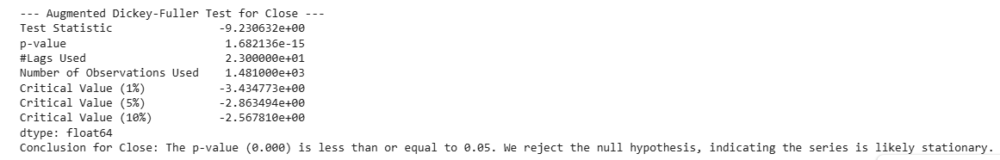 --- Augmented Dickey-Fuller Test for Close ---
Test Statistic -9.230632e+00
p-value 1.682136e-15
#Lags Used 2.300000e+01
Number of Observations Used 1.481000e+03
Critical Value (1%) -3.434773e+00
Critical Value (5%) -2.863494e+00
Critical Value (10%) -2.567810e+00
dtype: float64
Conclusion for Close: The p-value (0.000) is less than or equal to 0.05. We reject the null hypothesis, indicating the series is likely stationary.